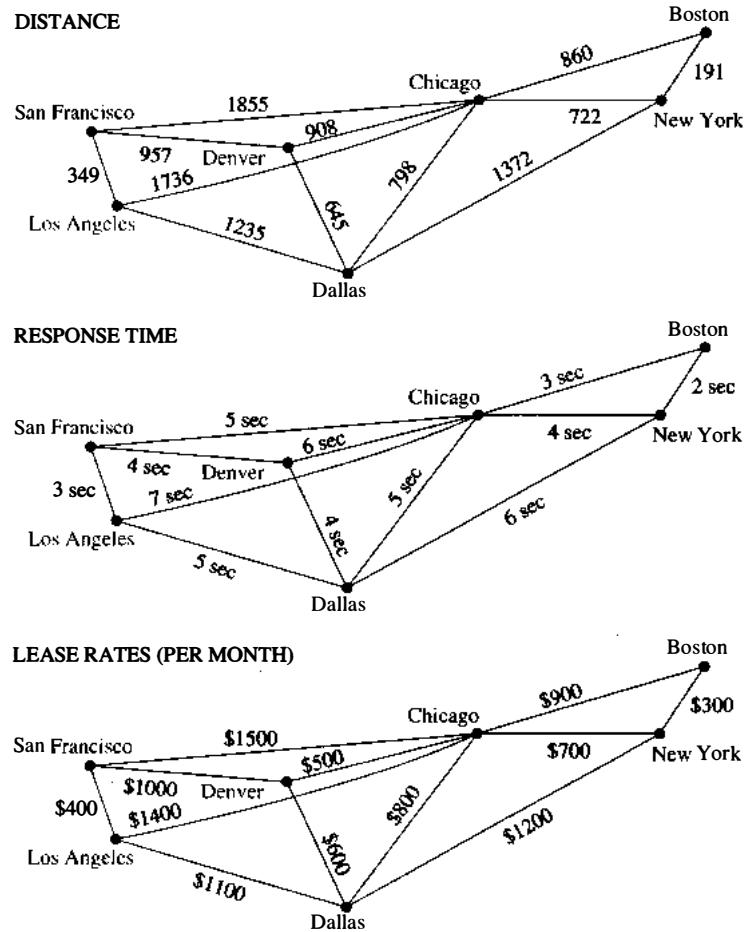 DISTANCE
Boston
860
191
Chicago
1855
San Francisco
908
722
New York
957
Denver
349
1736
798
1372
645
Los Angeles
1235
Dallas
RESPONSE TIME
Boston
3 sec
2 sec
Chicago
5 sec
San Francisco
6 sec
4 sec
New York
4 sec
Denver
3 sec
7 sec
5 sec
6 sec
4 sec
Los Angeles
5 sec
Dallas
LEASE RATES (PER MONTH)
Boston
$900
$300
Chicago
$1500
San Francisco
$500
$700
New York
$1000
Denver
$400
$1400
$800
$1200
$600
Los Angeles
$1100
Dallas